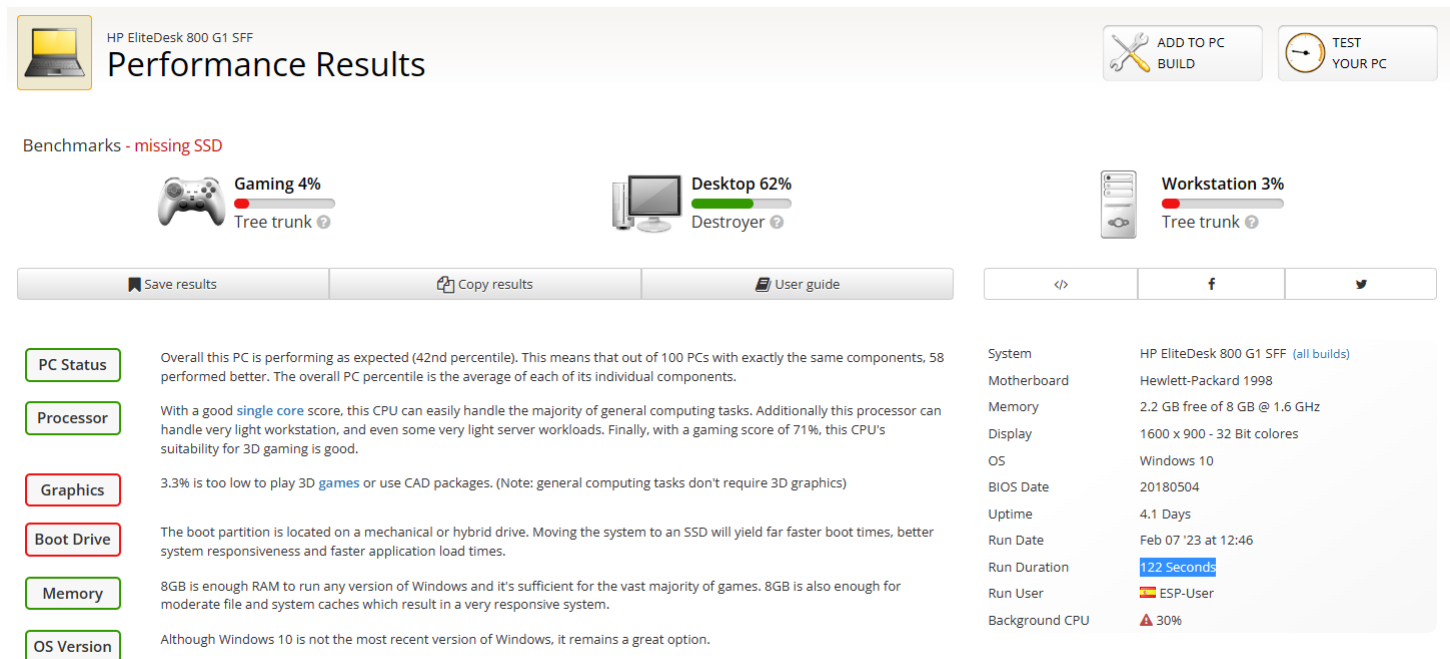 HP EliteDesk 800 G1 SFF
Performance Results
ADD TO PC
BUILD
TEST
YOUR PC
Benchmarks - missing SSD
Gaming 4%
Tree trunk ?
Desktop 62%
Destroyer ?
Workstation 3%
Tree trunk ?
Save results
Copy results
User guide
</>
f
PC Status
Overall this PC is performing as expected (42nd percentile). This means that out of 100 PCs with exactly the same components, 58
performed better. The overall PC percentile is the average of each of its individual components.
Processor
With a good single core score, this CPU can easily handle the majority of general computing tasks. Additionally this processor can
handle very light workstation, and even some very light server workloads. Finally, with a gaming score of 71%, this CPU's
suitability for 3D gaming is good.
Graphics
3.3% is too low to play 3D games or use CAD packages. (Note: general computing tasks don't require 3D graphics)
Boot Drive
The boot partition is located on a mechanical or hybrid drive. Moving the system to an SSD will yield far faster boot times, better
system responsiveness and faster application load times.
Memory
8GB is enough RAM to run any version of Windows and it's sufficient for the vast majority of games. 8GB is also enough for
moderate file and system caches which result in a very responsive system.
OS Version
Although Windows 10 is not the most recent version of Windows, it remains a great option.
System HP EliteDesk 800 G1 SFF (all builds)
Motherboard Hewlett-Packard 1998
Memory 2.2 GB free of 8 GB @ 1.6 GHz
Display 1600 x 900 - 32 Bit colores
OS Windows 10
BIOS Date 20180504
Uptime 4.1 Days
Run Date Feb 07 '23 at 12:46
Run Duration 122 Seconds
Run User ESP-User
Background CPU 30%